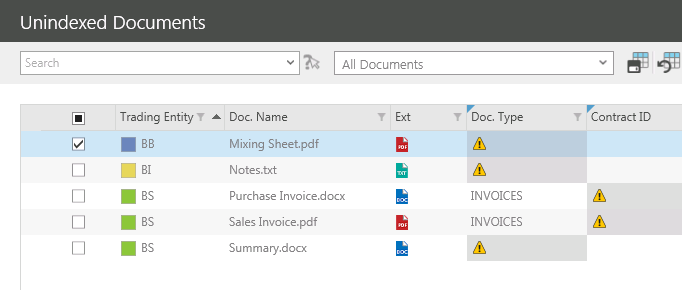 Unindexed Documents
Search All Documents
Trading Entity Doc. Name Ext Doc. Type Contract ID
BB Mixing Sheet.pdf PDF
BI Notes.txt TXT
BS Purchase Invoice.docx DOC INVOICES
BS Sales Invoice.pdf PDF INVOICES
BS Summary.docx DOC